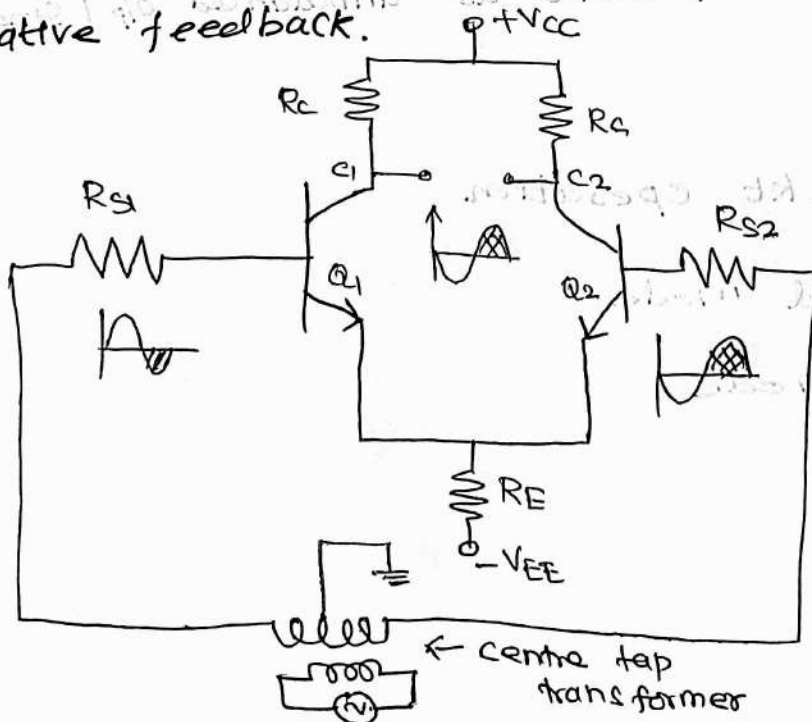 ative feedback.
+VCC
RC
RC
C1
C2
RS1
RS2
Q1
Q2
RE
-VEE
← centre tap
transformer